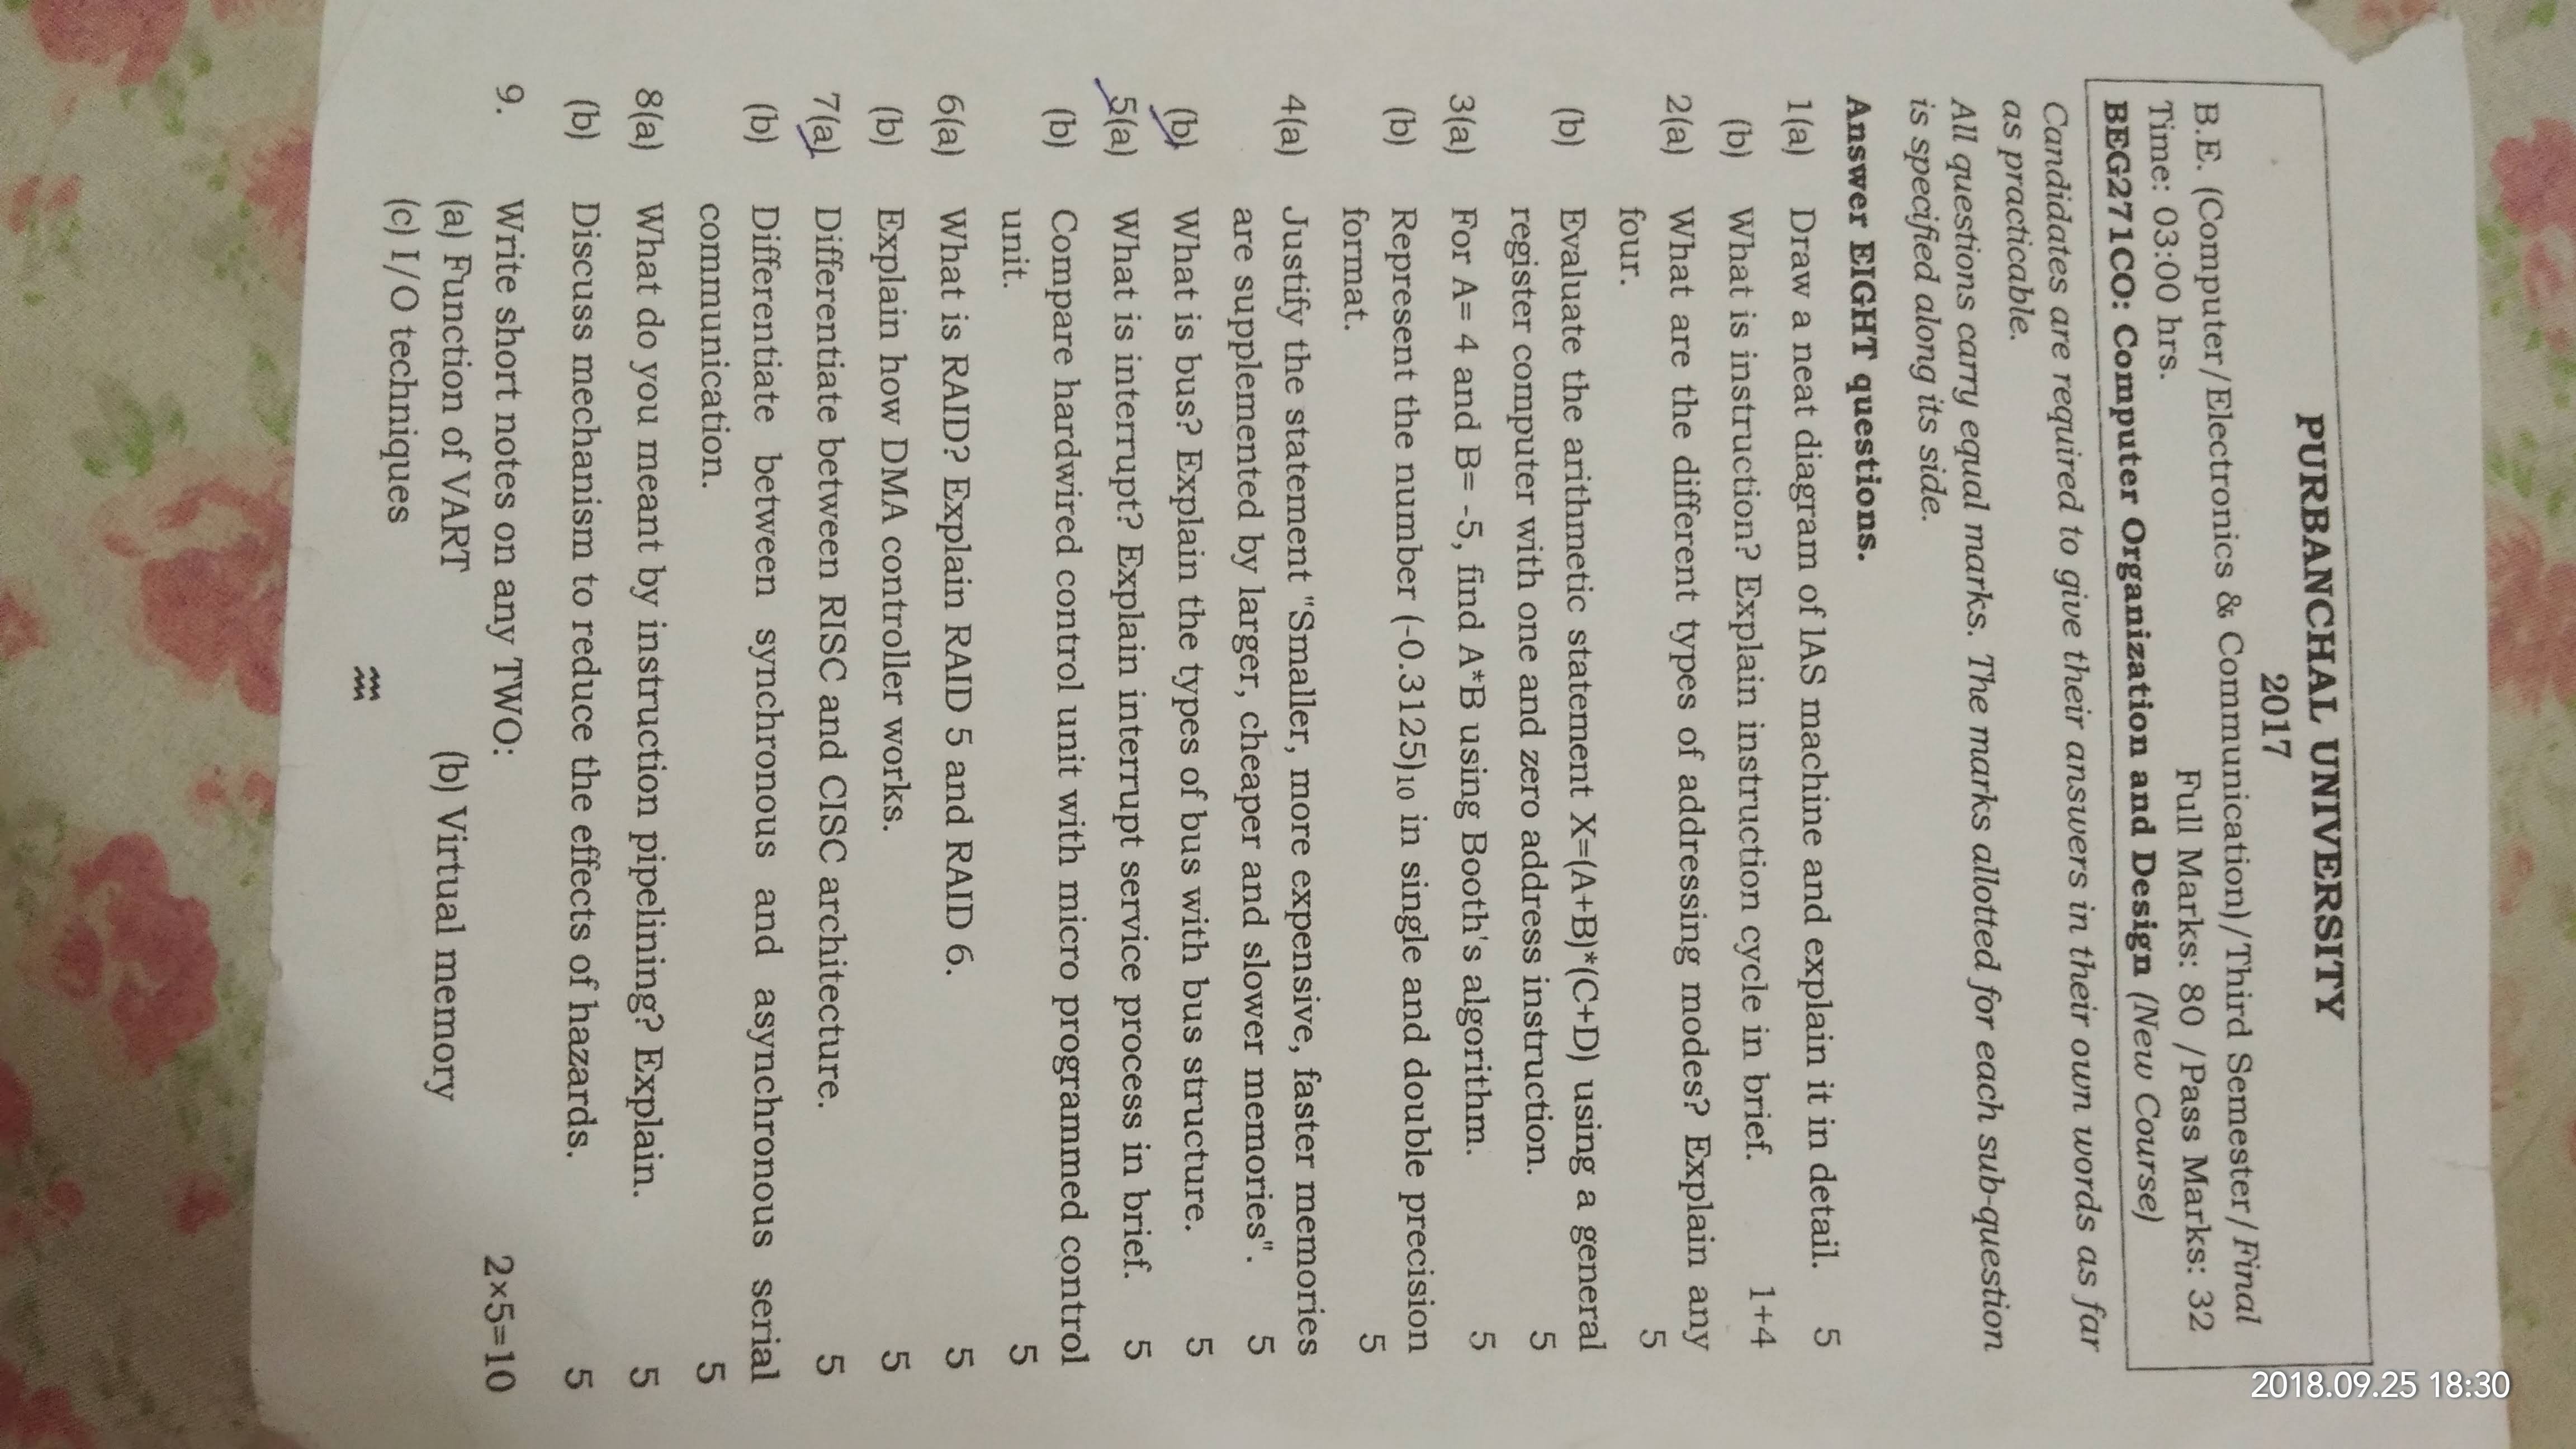 2018.09.25 18:30
PURBANCHAL UNIVERSITY
2017
B.E. (Computer/Electronics & Communication)/Third Semester/Final
Time: 03:00 hrs. Full Marks: 80 /Pass Marks: 32
BEG271CO: Computer Organization and Design (New Course)
Candidates are required to give their answers in their own words as far
as practicable.
All questions carry equal marks. The marks allotted for each sub-question
is specified along its side.
Answer EIGHT questions.
1(a) Draw a neat diagram of lAS machine and explain it in detail. 5
(b) What is instruction? Explain instruction cycle in brief. 1+4
2(a) What are the different types of addressing modes? Explain any
four. 5
(b) Evaluate the arithmetic statement X=(A+B)*(C+D) using a general
register computer with one and zero address instruction. 5
3(a) For A= 4 and B= -5, find A*B using Booth's algorithm. 5
(b) Represent the number (-0.3125)10 in single and double precision
format. 5
4(a) Justify the statement "Smaller, more expensive, faster memories
are supplemented by larger, cheaper and slower memories". 5
(b) What is bus? Explain the types of bus with bus structure. 5
5(a) What is interrupt? Explain interrupt service process in brief. 5
(b) Compare hardwired control unit with micro programmed control
unit. 5
6(a) What is RAID? Explain RAID 5 and RAID 6. 5
(b) Explain how DMA controller works. 5
7(a) Differentiate between RISC and CISC architecture. 5
(b) Differentiate between synchronous and asynchronous serial
communication. 5
8(a) What do you meant by instruction pipelining? Explain. 5
(b) Discuss mechanism to reduce the effects of hazards. 5
9. Write short notes on any TWO: 2×5=10
(a) Function of VART (b) Virtual memory
(c) I/O techniques